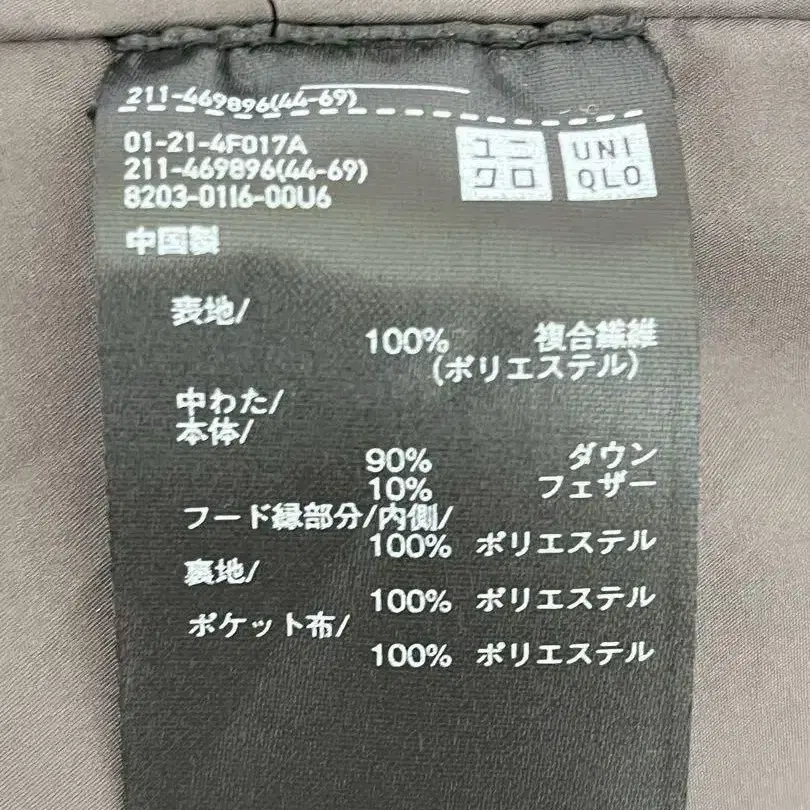 211-469896(44-69)
01-21-4F017A
211-469896(44-69)
8203-01I6-00U6
ユニ
クロ
UNI
QLO
中国製
表地/
100% 複合繊維
(ポリエステル)
中わた/
本体/
90% ダウン
10% フェザー
フード縁部分/内側/
100% ポリエステル
裏地/
100% ポリエステル
ポケット布/
100% ポリエステル